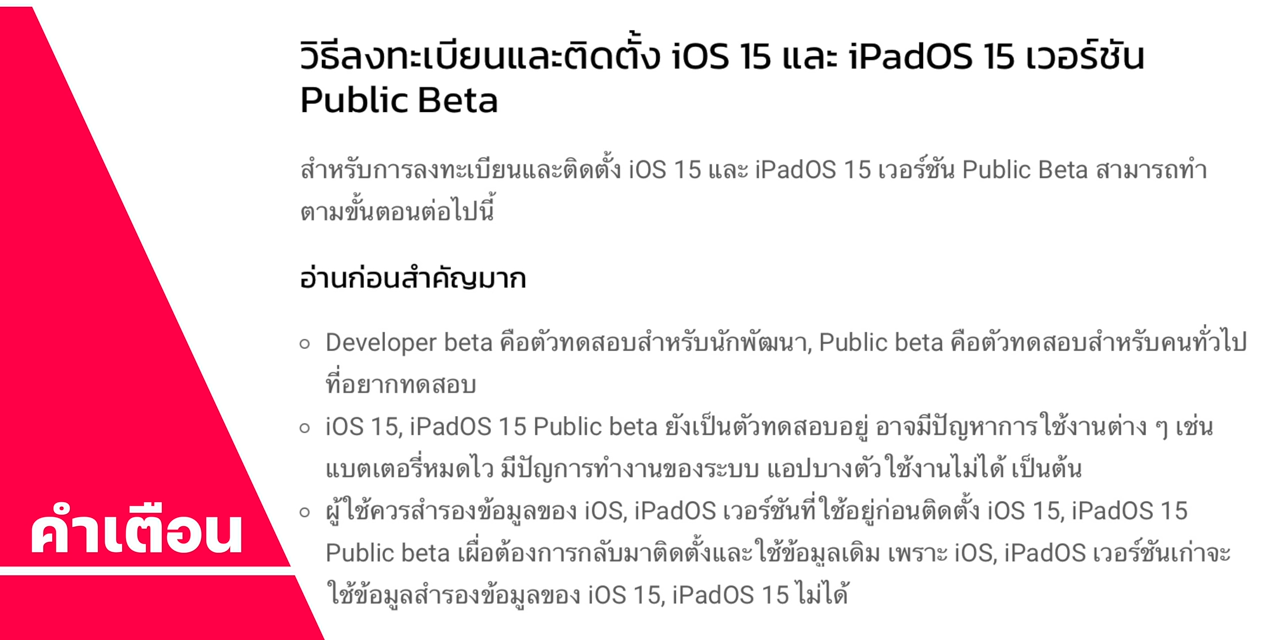 วิธีลงทะเบียนและติดตั้ง iOS 15 และ iPadOS 15 เวอร์ชัน
Public Beta
สำหรับการลงทะเบียนและติดตั้ง iOS 15 และ iPadOS 15 เวอร์ชัน Public Beta สามารถทำ
ตามขั้นตอนต่อไปนี้
อ่านก่อนสำคัญมาก
Developer beta คือตัวทดสอบสำหรับนักพัฒนา, Public beta คือตัวทดสอบสำหรับคนทั่วไป
ที่อยากทดสอบ
iOS 15, iPadOS 15 Public beta ยังเป็นตัวทดสอบอยู่ อาจมีปัญหาการใช้งานต่าง ๆ เช่น
แบตเตอรี่หมดไว มีปัญการทำงานของระบบ แอปบางตัวใช้งานไม่ได้ เป็นต้น
ผู้ใช้ควรสำรองข้อมูลของ iOS, iPadOS เวอร์ชันที่ใช้อยู่ก่อนติดตั้ง iOS 15, iPadOS 15
Public beta เผื่อต้องการกลับมาติดตั้งและใช้ข้อมูลเดิม เพราะ iOS, iPadOS เวอร์ชันเก่าจะ
ใช้ข้อมูลสำรองข้อมูลของ iOS 15, iPadOS 15 ไม่ได้
คำเตือน